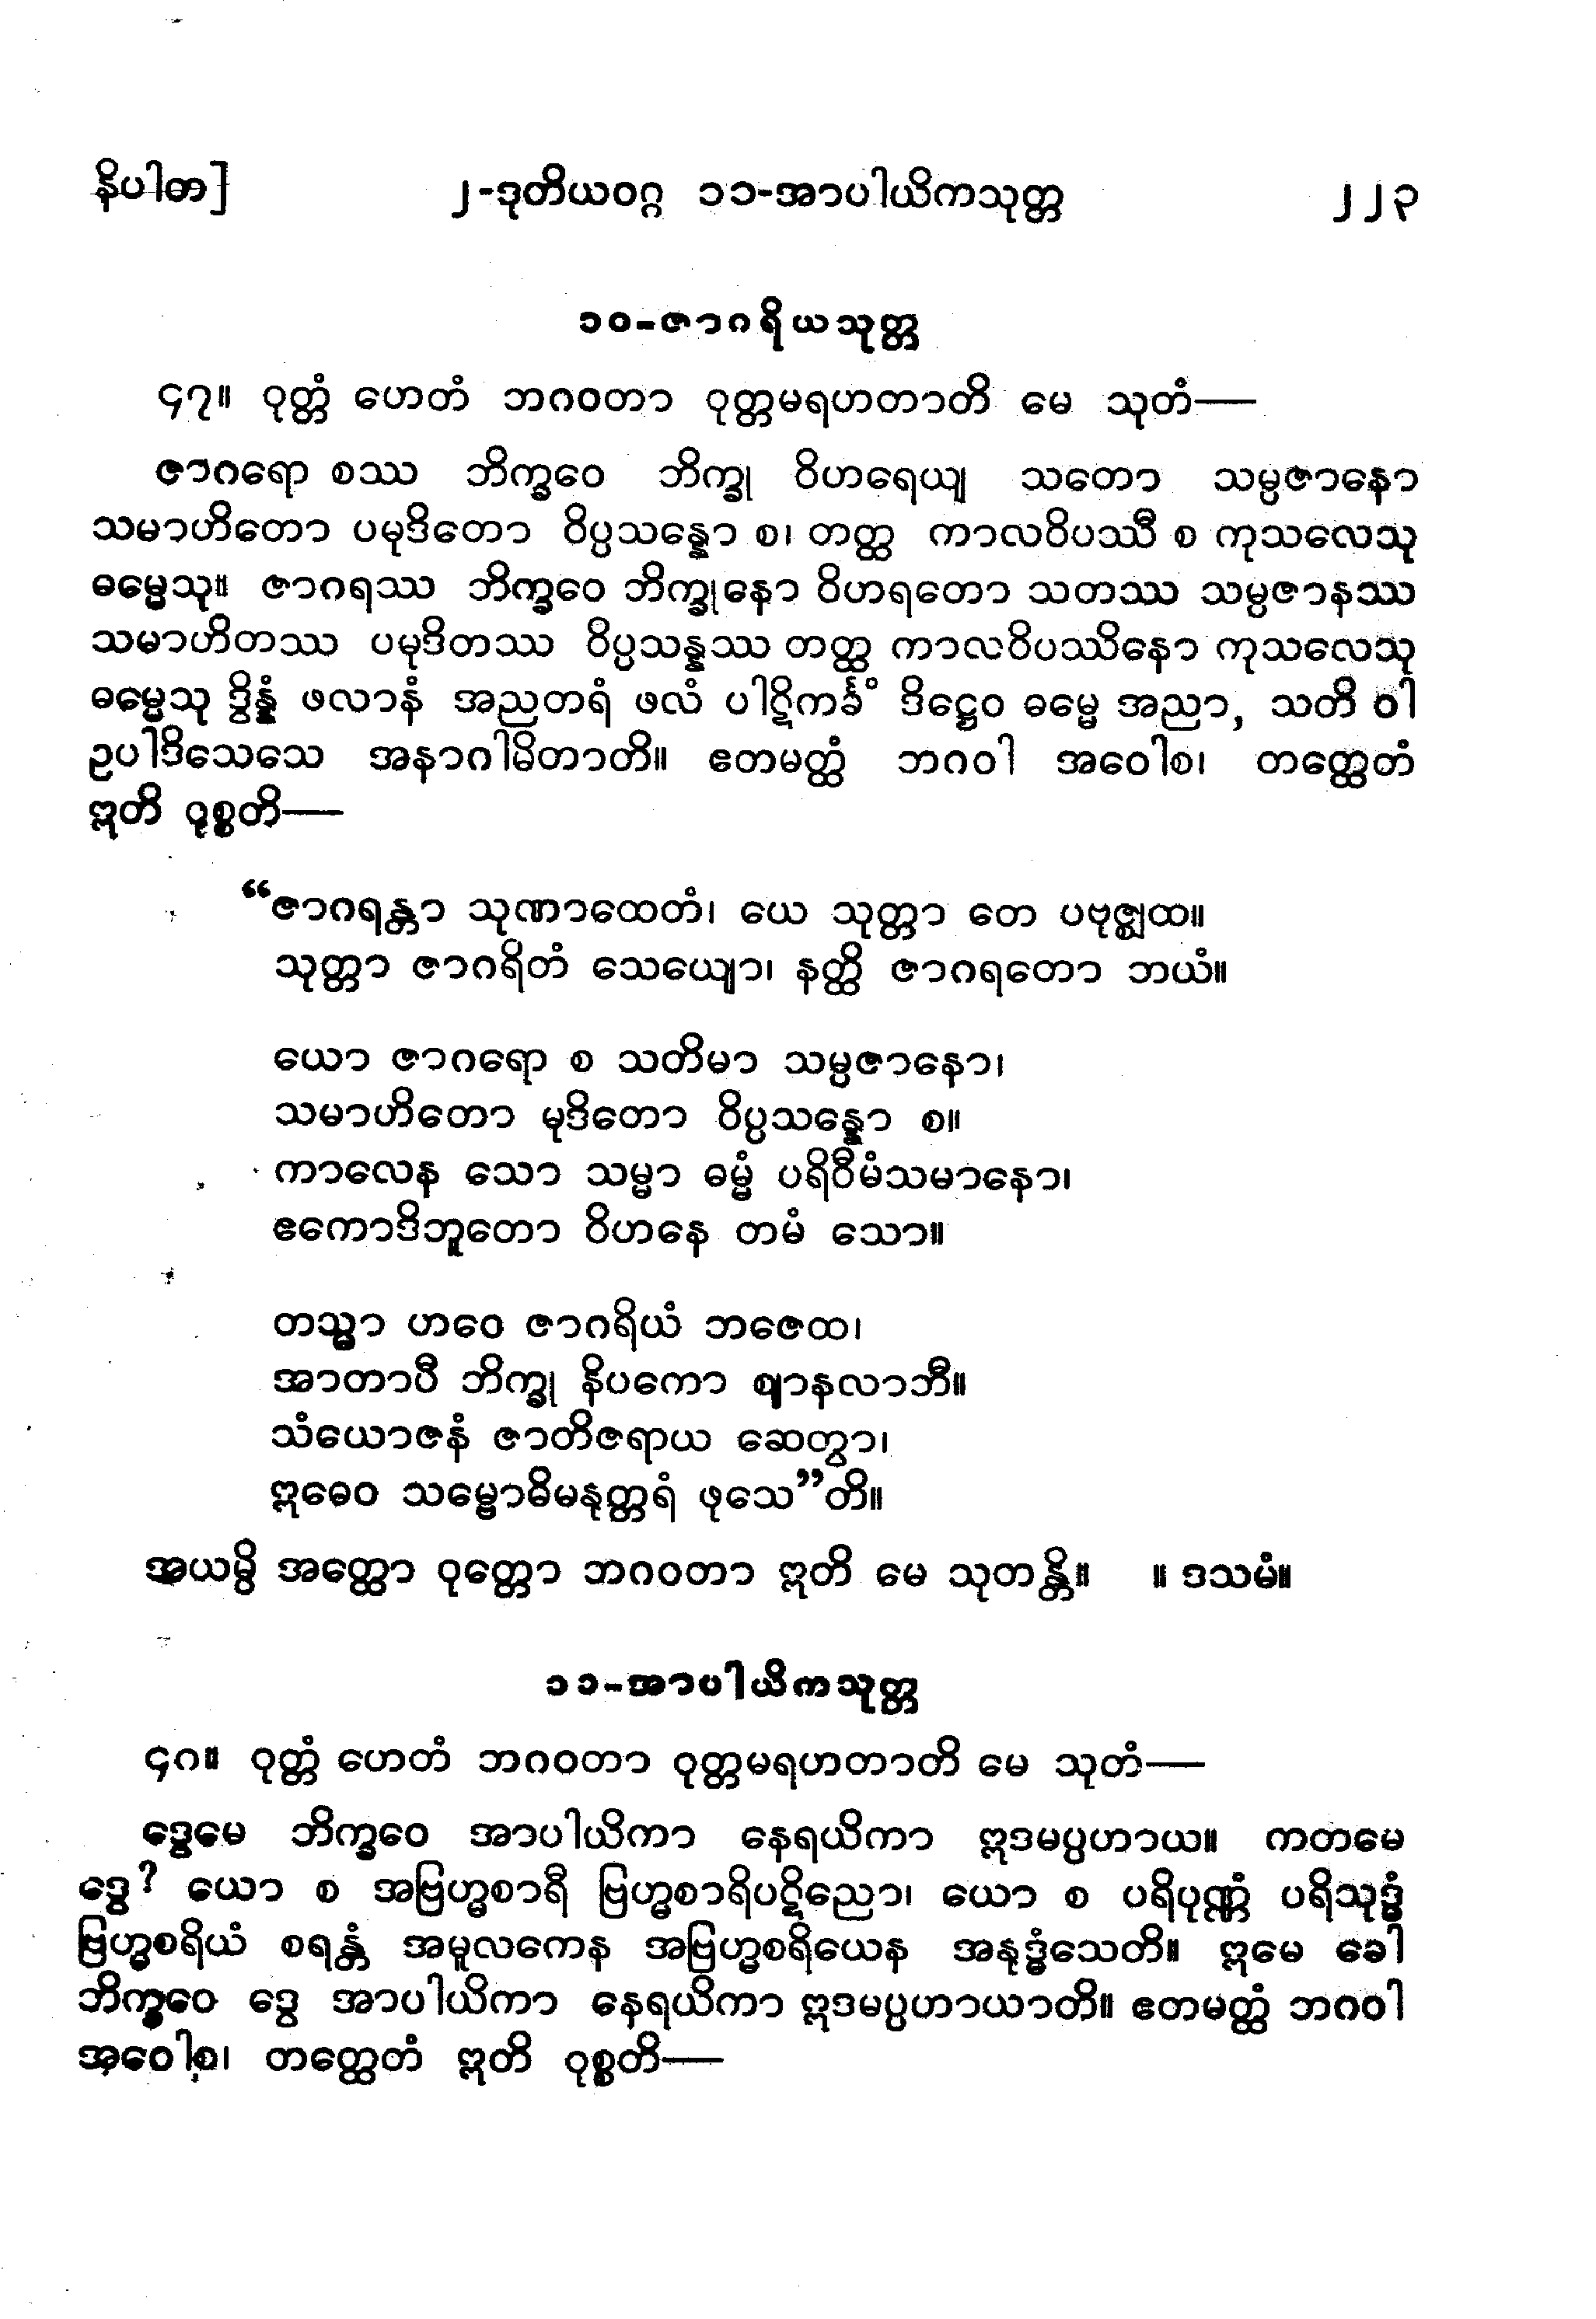 နိပါတ]
၂-ဒုတိယဝဂ္ဂ ၁၁-အာပါယိကသုတ္တ
၂၂၃
၁၀-ဇာဂရိယသုတ္တ
၄၇။ ဝုတ္တံ ဟေတံ ဘဂဝတာ ဝုတ္တမရဟတာတိ မေ သုတံ—
ဇာဂရော စဿ ဘိက္ခဝေ ဘိက္ခု ဝိဟရေယျ သတော သမ္ပဇာနော
သမာဟိတော ပမုဒိတော ဝိပ္ပသန္နော စ၊ တတ္ထ ကာလဝိပဿီ စ ကုသလေသု
ဓမ္မေသု။ ဇာဂရဿ ဘိက္ခဝေ ဘိက္ခုနော ဝိဟရတော သတဿ သမ္ပဇာနဿ
သမာဟိတဿ ပမုဒိတဿ ဝိပ္ပသန္နဿ တတ္ထ ကာလဝိပဿိနော ကုသလေသု
ဓမ္မေသု ဒွိန္နံ ဖလာနံ အညတရံ ဖလံ ပါဋိကင်္ခံ ဒိဋ္ဌေဝ ဓမ္မေ အညာ, သတိ ဝါ
ဥပါဒိသေသေ အနာဂါမိတာတိ။ ဧတမတ္ထံ ဘဂဝါ အဝေါစ၊ တတ္ထေတံ
ဣတိ ဝုစ္စတိ—
“ဇာဂရန္တာ သုဏာထေတံ၊ ယေ သုတ္တာ တေ ပဗုဇ္ဈထ။
သုတ္တာ ဇာဂရိတံ သေယျော၊ နတ္ထိ ဇာဂရတော ဘယံ။
ယော ဇာဂရော စ သတိမာ သမ္ပဇာနော၊
သမာဟိတော မုဒိတော ဝိပ္ပသန္နော စ။
ကာလေန သော သမ္မာ ဓမ္မံ ပရိဝီမံသမာနော၊
ဧကောဒိဘူတော ဝိဟနေ တမံ သော။
တသ္မာ ဟဝေ ဇာဂရိယံ ဘဇေထ၊
အာတာပီ ဘိက္ခု နိပကော ဈာနလာဘီ။
သံယောဇနံ ဇာတိဇရာယ ဆေတွာ၊
ဣဓေဝ သမ္ဗောဓိမနုတ္တရံ ဖုသေ”တိ။
အယမ္ပိ အတ္ထော ဝုတ္တော ဘဂဝတာ ဣတိ မေ သုတန္တိ။ ။ ဒသမံ။
၁၁-အာပါယိကသုတ္တ
၄၈။ ဝုတ္တံ ဟေတံ ဘဂဝတာ ဝုတ္တမရဟတာတိ မေ သုတံ—
ဒွေမေ ဘိက္ခဝေ အာပါယိကာ နေရယိကာ ဣဒမပ္ပဟာယ။ ကတမေ
ဒွေ? ယော စ အဗြဟ္မစာရီ ဗြဟ္မစာရိပဋိညော၊ ယော စ ပရိပုဏ္ဏံ ပရိသုဒ္ဓံ
ဗြဟ္မစရိယံ စရန္တံ အမူလကေန အဗြဟ္မစရိယေန အနုဒ္ဓံသေတိ။ ဣမေ ခေါ
ဘိက္ခဝေ ဒွေ အာပါယိကာ နေရယိကာ ဣဒမပ္ပဟာယာတိ။ ဧတမတ္ထံ ဘဂဝါ
အဝေါစ၊ တတ္ထေတံ ဣတိ ဝုစ္စတိ—